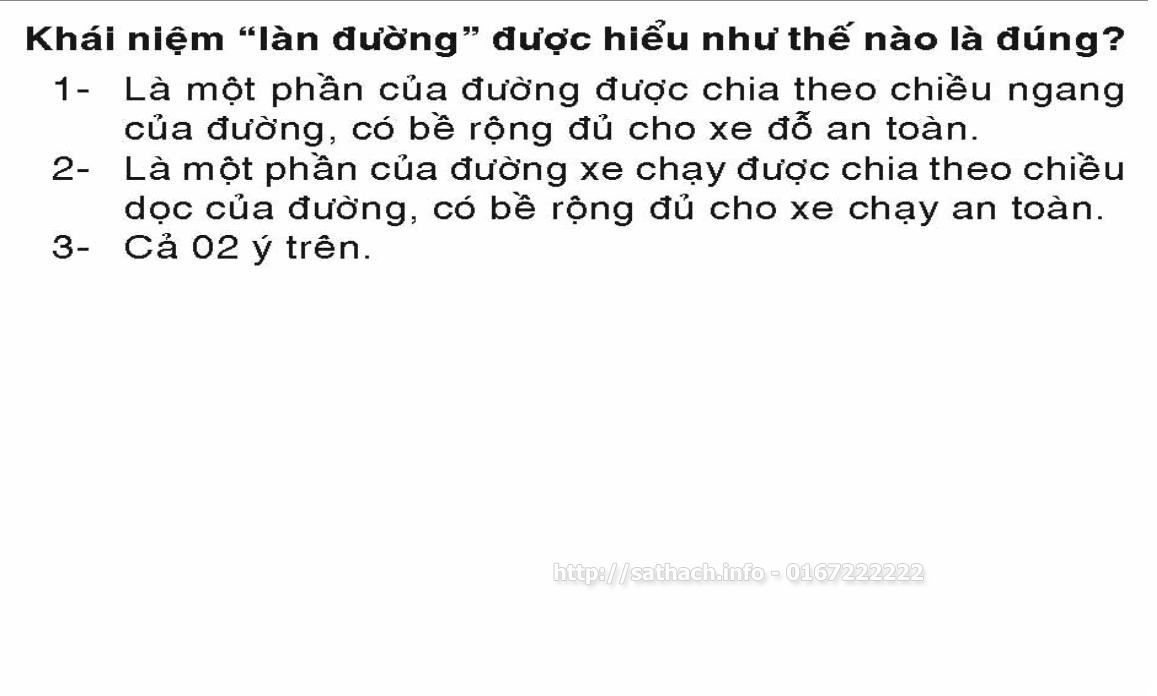 Khái niệm “làn đường” được hiểu như thế nào là đúng?
1- Là một phần của đường được chia theo chiều ngang
của đường, có bề rộng đủ cho xe đỗ an toàn.
2- Là một phần của đường xe chạy được chia theo chiều
dọc của đường, có bề rộng đủ cho xe chạy an toàn.
3- Cả 02 ý trên.
http://sathach.info - 0167222222